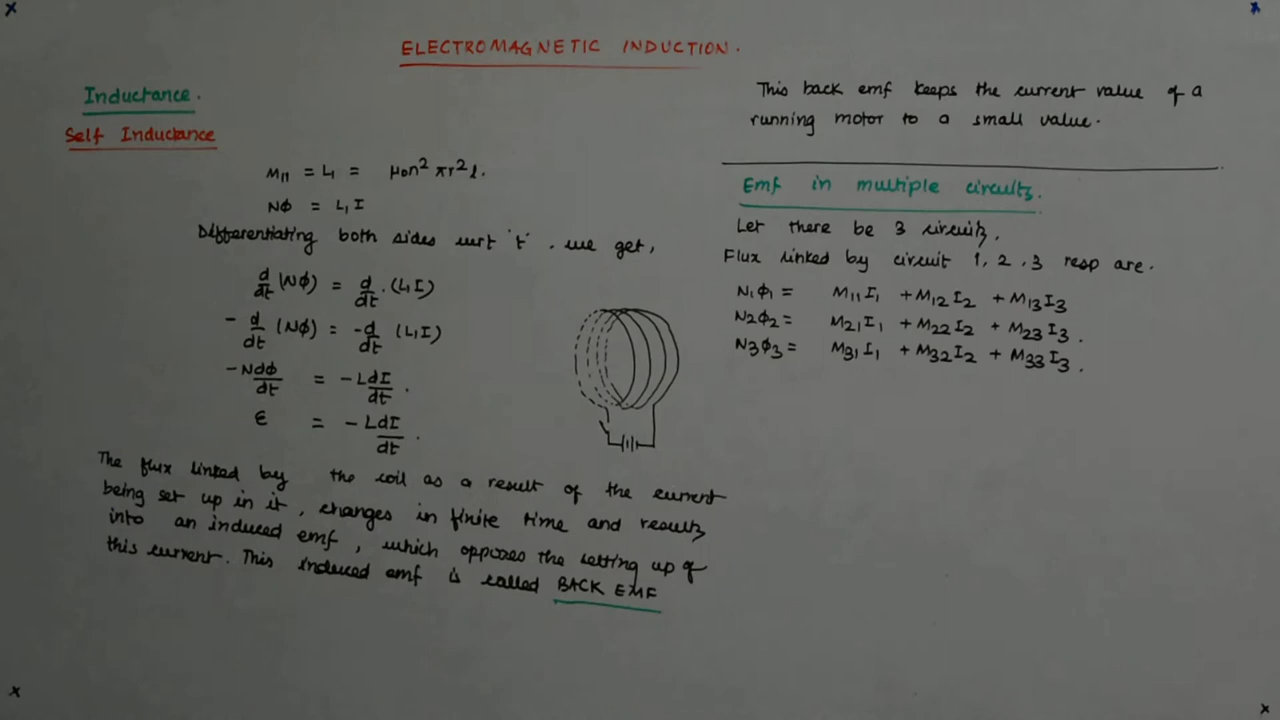 ELECTROMAGNETIC INDUCTION.
Inductance.
Self Inductance
M₁₁ = L₁ = μ₀n² πr²l.
Nϕ = L₁I
Differentiating both sides wrt 't', we get,
d/dt (Nϕ) = d/dt . (L₁I)
- d/dt (Nϕ) = -d/dt (L₁I)
-Ndϕ/dt = -LdI/dt .
ε = -LdI/dt .
The flux linked by the coil as a result of the current
being set up in it, changes in finite time and results
into an induced emf, which opposes the setting up of
this current. This induced emf is called BACK EMF
This back emf keeps the current value of a
running motor to a small value.
Emf in multiple circuits.
Let there be 3 circuits,
Flux linked by circuit 1, 2, 3 resp are.
N₁ϕ₁ = M₁₁I₁ + M₁₂I₂ + M₁₃I₃
N₂ϕ₂ = M₂₁I₁ + M₂₂I₂ + M₂₃I₃.
N₃ϕ₃ = M₃₁I₁ + M₃₂I₂ + M₃₃I₃.